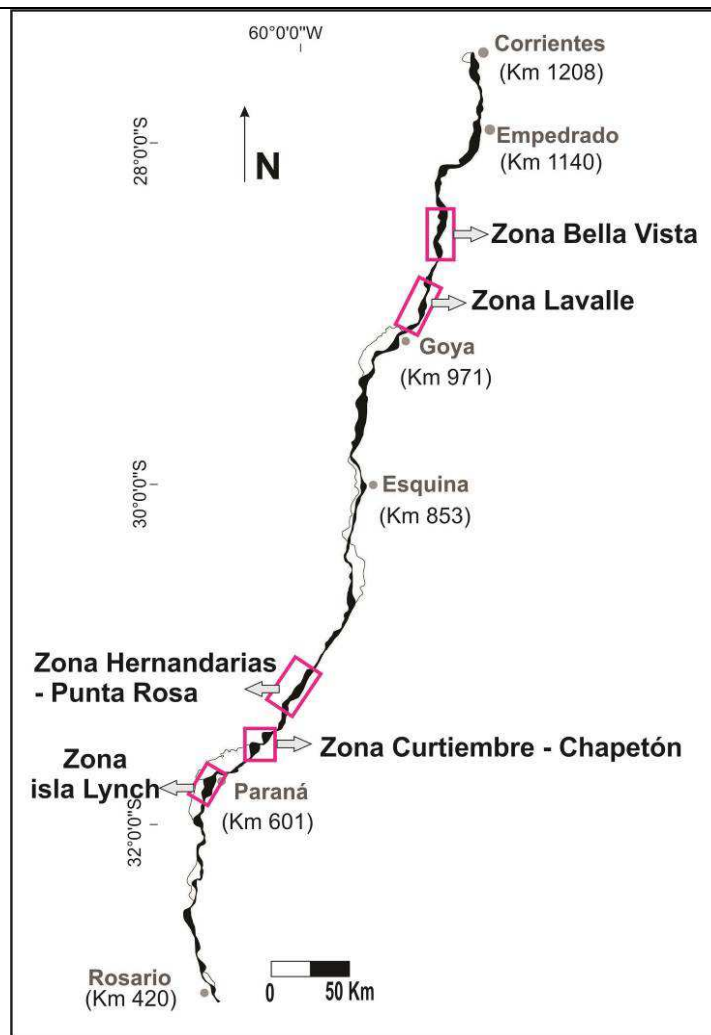 60°0'0"W
Corrientes
(Km 1208)
28°0'0"S
N
Empedrado
(Km 1140)
Zona Bella Vista
Zona Lavalle
Goya
(Km 971)
30°0'0"S
Esquina
(Km 853)
Zona Hernandarias
- Punta Rosa
Zona Curtiembre - Chapetón
Zona
isla Lynch
Paraná
(Km 601)
32°0'0"S
Rosario
(Km 420)
0 50 Km